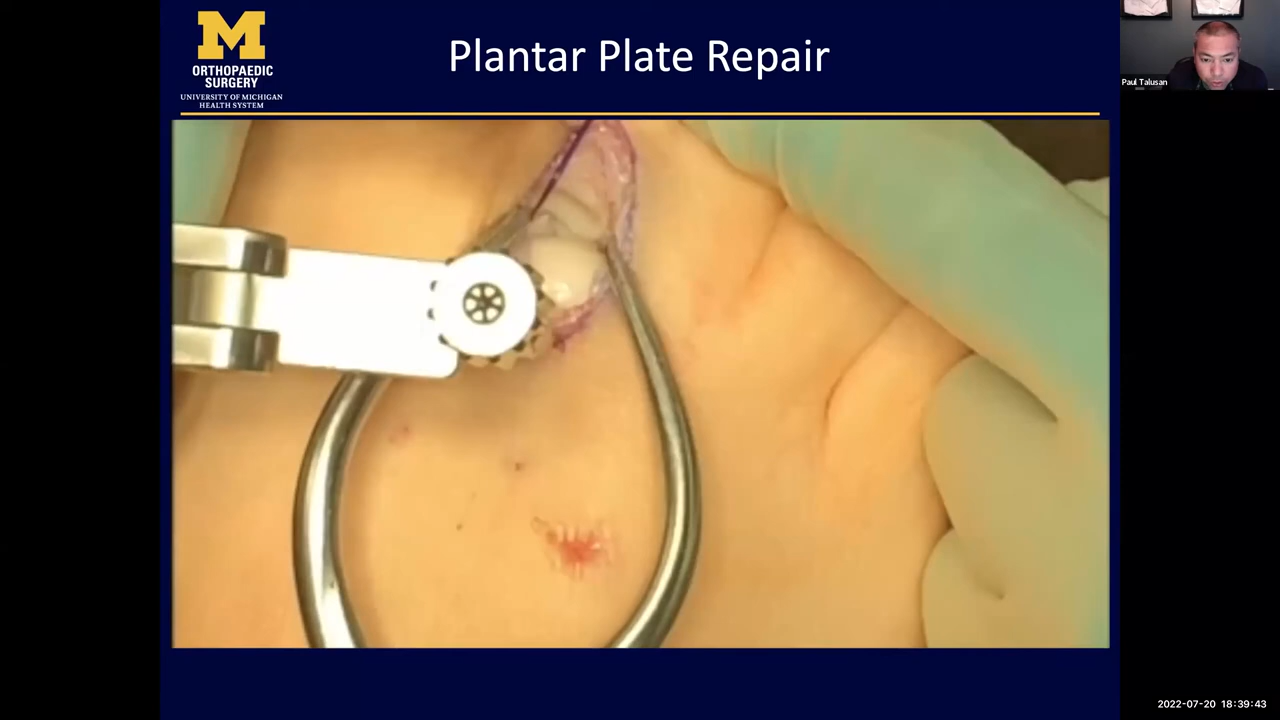 M
ORTHOPAEDIC
SURGERY
UNIVERSITY OF MICHIGAN
HEALTH SYSTEM
Plantar Plate Repair
Paul Talusan
2022-07-20 18:39:43